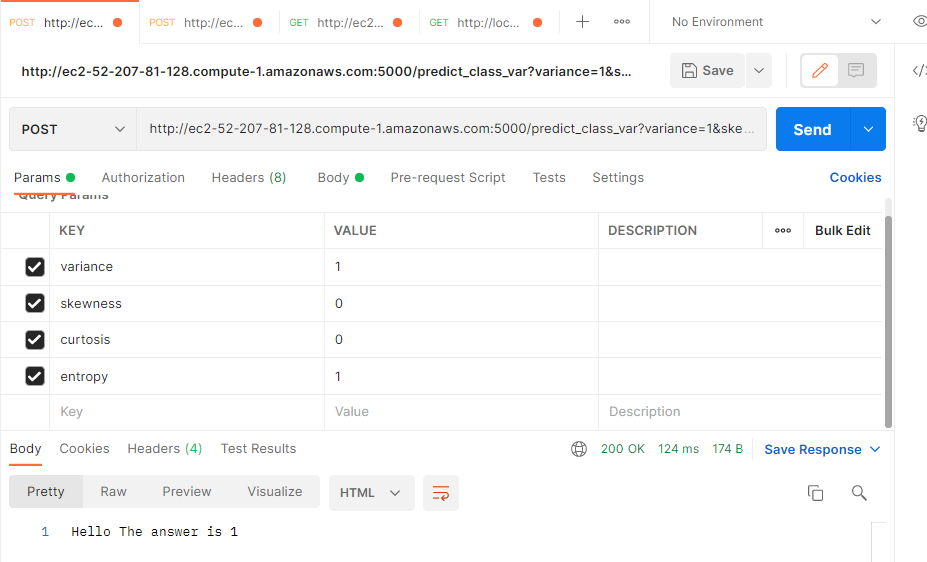 POST http://ec... POST http://ec... GET http://ec2... GET http://loc... No Environment
http://ec2-52-207-81-128.compute-1.amazonaws.com:5000/predict_class_var?variance=1&s... Save
POST http://ec2-52-207-81-128.compute-1.amazonaws.com:5000/predict_class_var?variance=1&ske... Send
Params Authorization Headers (8) Body Pre-request Script Tests Settings Cookies
Query Params
KEY VALUE DESCRIPTION Bulk Edit
variance 1
skewness 0
curtosis 0
entropy 1
Key Value Description
Body Cookies Headers (4) Test Results 200 OK 124 ms 174 B Save Response
Pretty Raw Preview Visualize HTML
1 Hello The answer is 1